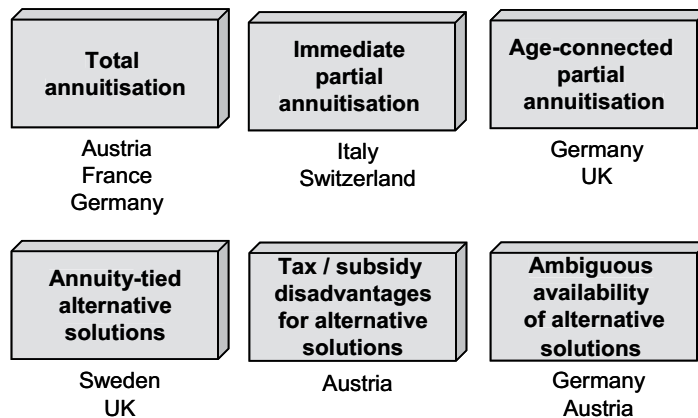 Total
annuitisation
Austria
France
Germany
Immediate
partial
annuitisation
Italy
Switzerland
Age-connected
partial
annuitisation
Germany
UK
Annuity-tied
alternative
solutions
Sweden
UK
Tax / subsidy
disadvantages
for alternative
solutions
Austria
Ambiguous
availability
of alternative
solutions
Germany
Austria